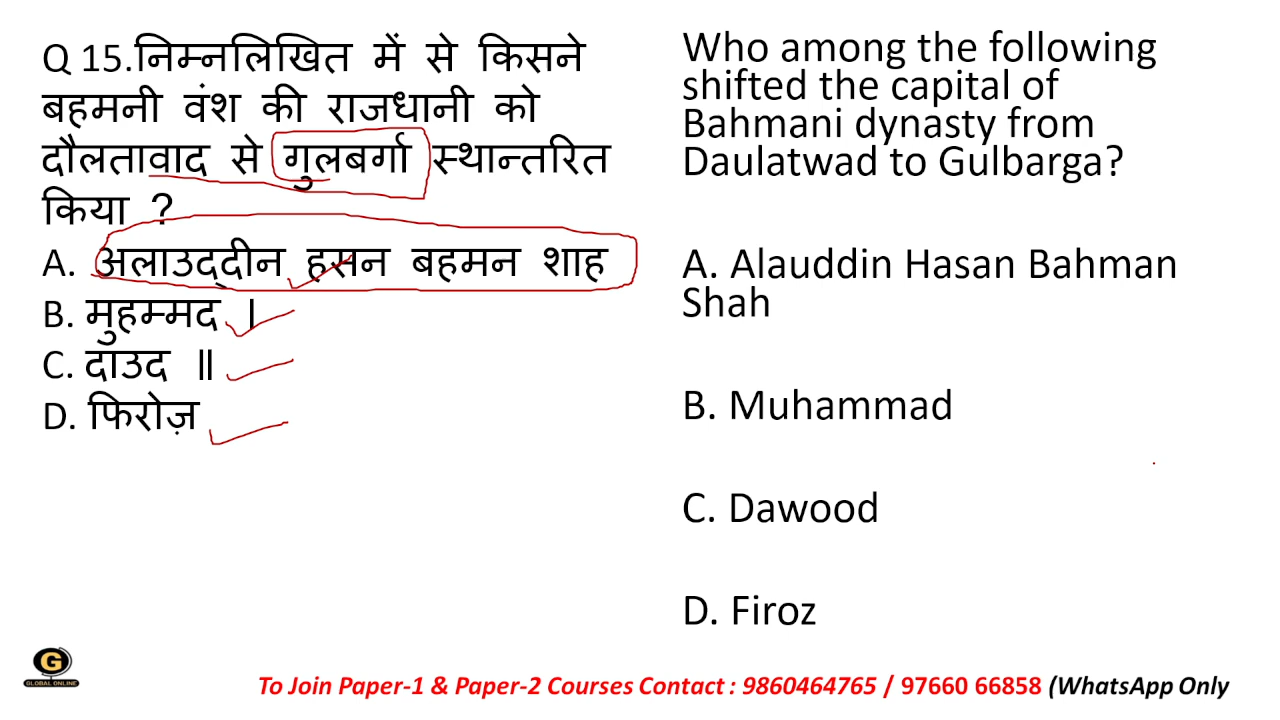 Q 15.निम्नलिखित में से किसने
बहमनी वंश की राजधानी को
दौलतावाद से गुलबर्गा स्थान्तरित
किया ?
A. अलाउद्दीन हसन बहमन शाह
B. मुहम्मद I
C. दाउद II
D. फिरोज़
Who among the following
shifted the capital of
Bahmani dynasty from
Daulatwad to Gulbarga?
A. Alauddin Hasan Bahman
Shah
B. Muhammad
C. Dawood
D. Firoz
G
GLOBAL ONLINE
To Join Paper-1 & Paper-2 Courses Contact : 9860464765 / 97660 66858 (WhatsApp Only